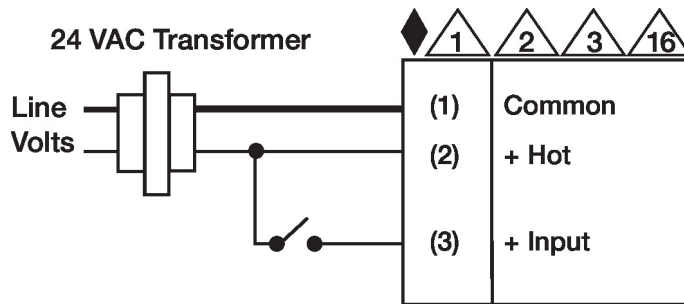 24 VAC Transformer
1 2 3 16
Line
Volts
(1) Common
(2) + Hot
(3) + Input